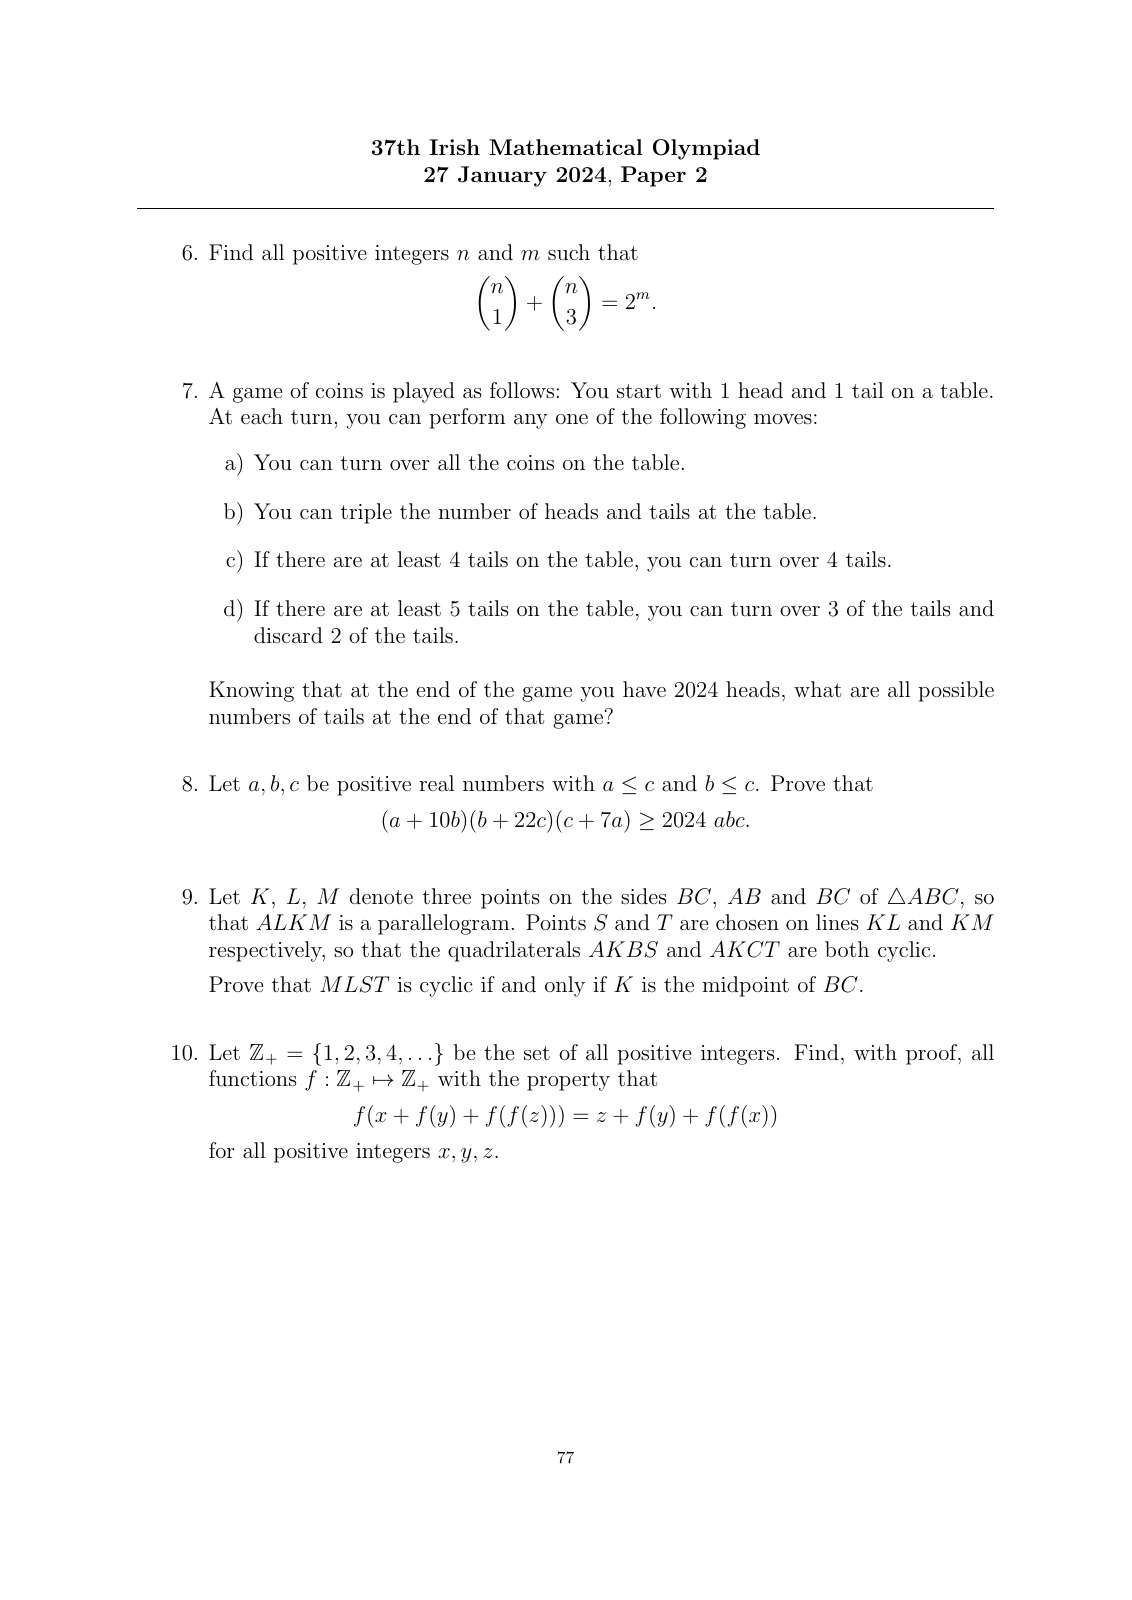 37th Irish Mathematical Olympiad
27 January 2024, Paper 2
6. Find all positive integers n and m such that
$\binom{n}{1} + \binom{n}{3} = 2^m.$
7. A game of coins is played as follows: You start with 1 head and 1 tail on a table.
At each turn, you can perform any one of the following moves:
a) You can turn over all the coins on the table.
b) You can triple the number of heads and tails at the table.
c) If there are at least 4 tails on the table, you can turn over 4 tails.
d) If there are at least 5 tails on the table, you can turn over 3 of the tails and
discard 2 of the tails.
Knowing that at the end of the game you have 2024 heads, what are all possible
numbers of tails at the end of that game?
8. Let a, b, c be positive real numbers with a ≤ c and b ≤ c. Prove that
(a + 10b)(b + 22c)(c + 7a) ≥ 2024 abc.
9. Let K, L, M denote three points on the sides BC, AB and BC of △ABC, so
that ALKM is a parallelogram. Points S and T are chosen on lines KL and KM
respectively, so that the quadrilaterals AKBS and AKCT are both cyclic.
Prove that MLST is cyclic if and only if K is the midpoint of BC.
10. Let ℤ₊ = {1, 2, 3, 4, . . .} be the set of all positive integers. Find, with proof, all
functions f : ℤ₊ ↦ ℤ₊ with the property that
f(x + f(y) + f(f(z))) = z + f(y) + f(f(x))
for all positive integers x, y, z.
77